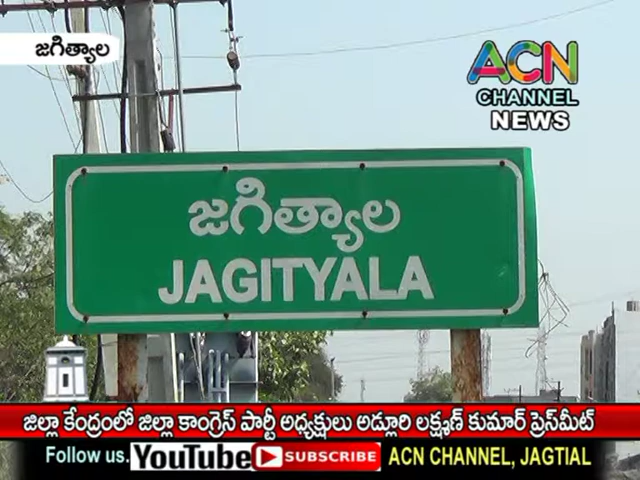 జగిత్యాల
ACN
CHANNEL
NEWS
జగిత్యాల
JAGITYALA
జిల్లా కేంద్రంలో జిల్లా కాంగ్రెస్ పార్టీ అధ్యక్షులు అడ్లూరి లక్ష్మణ్ కుమార్ ప్రెస్‌మీట్
Follow us. YouTube SUBSCRIBE ACN CHANNEL, JAGTIAL